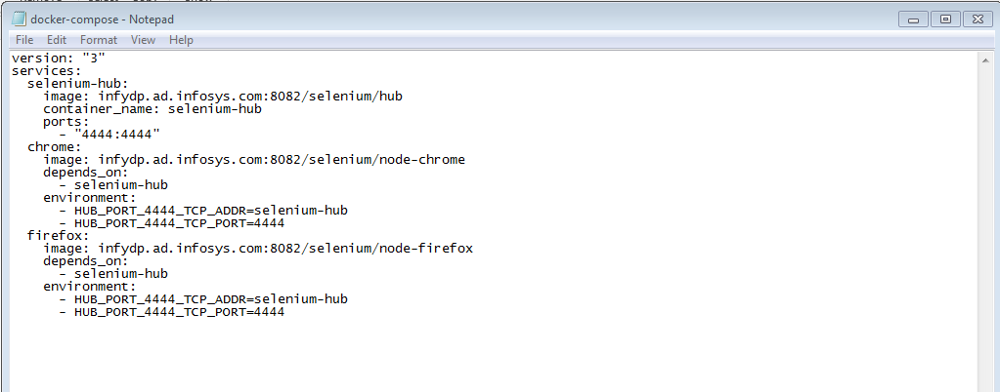 docker-compose - Notepad
File Edit Format View Help
version: "3"
services:
  selenium-hub:
    image: infydp.ad.infosys.com:8082/selenium/hub
    container_name: selenium-hub
    ports:
      - "4444:4444"
  chrome:
    image: infydp.ad.infosys.com:8082/selenium/node-chrome
    depends_on:
      - selenium-hub
    environment:
      - HUB_PORT_4444_TCP_ADDR=selenium-hub
      - HUB_PORT_4444_TCP_PORT=4444
  firefox:
    image: infydp.ad.infosys.com:8082/selenium/node-firefox
    depends_on:
      - selenium-hub
    environment:
      - HUB_PORT_4444_TCP_ADDR=selenium-hub
      - HUB_PORT_4444_TCP_PORT=4444